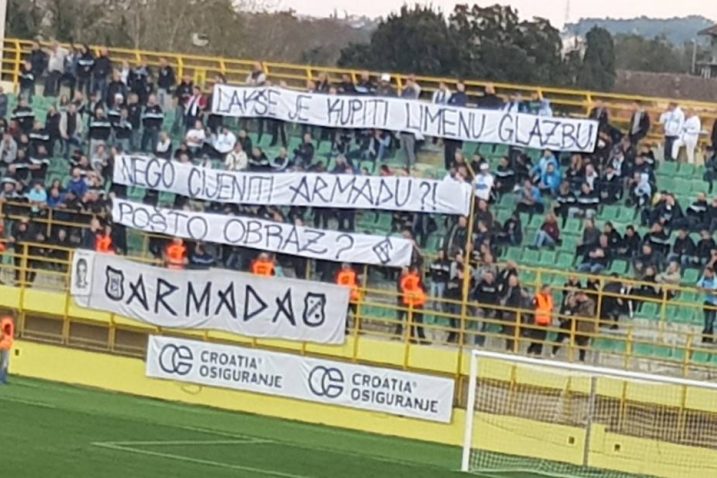 LAKŠE JE KUPITI LIMENU GLAZBU
NEGO CIJENITI ARMADU?!
POŠTO OBRAZ?
ARMADA
CROATIA OSIGURANJE
CROATIA OSIGURANJE